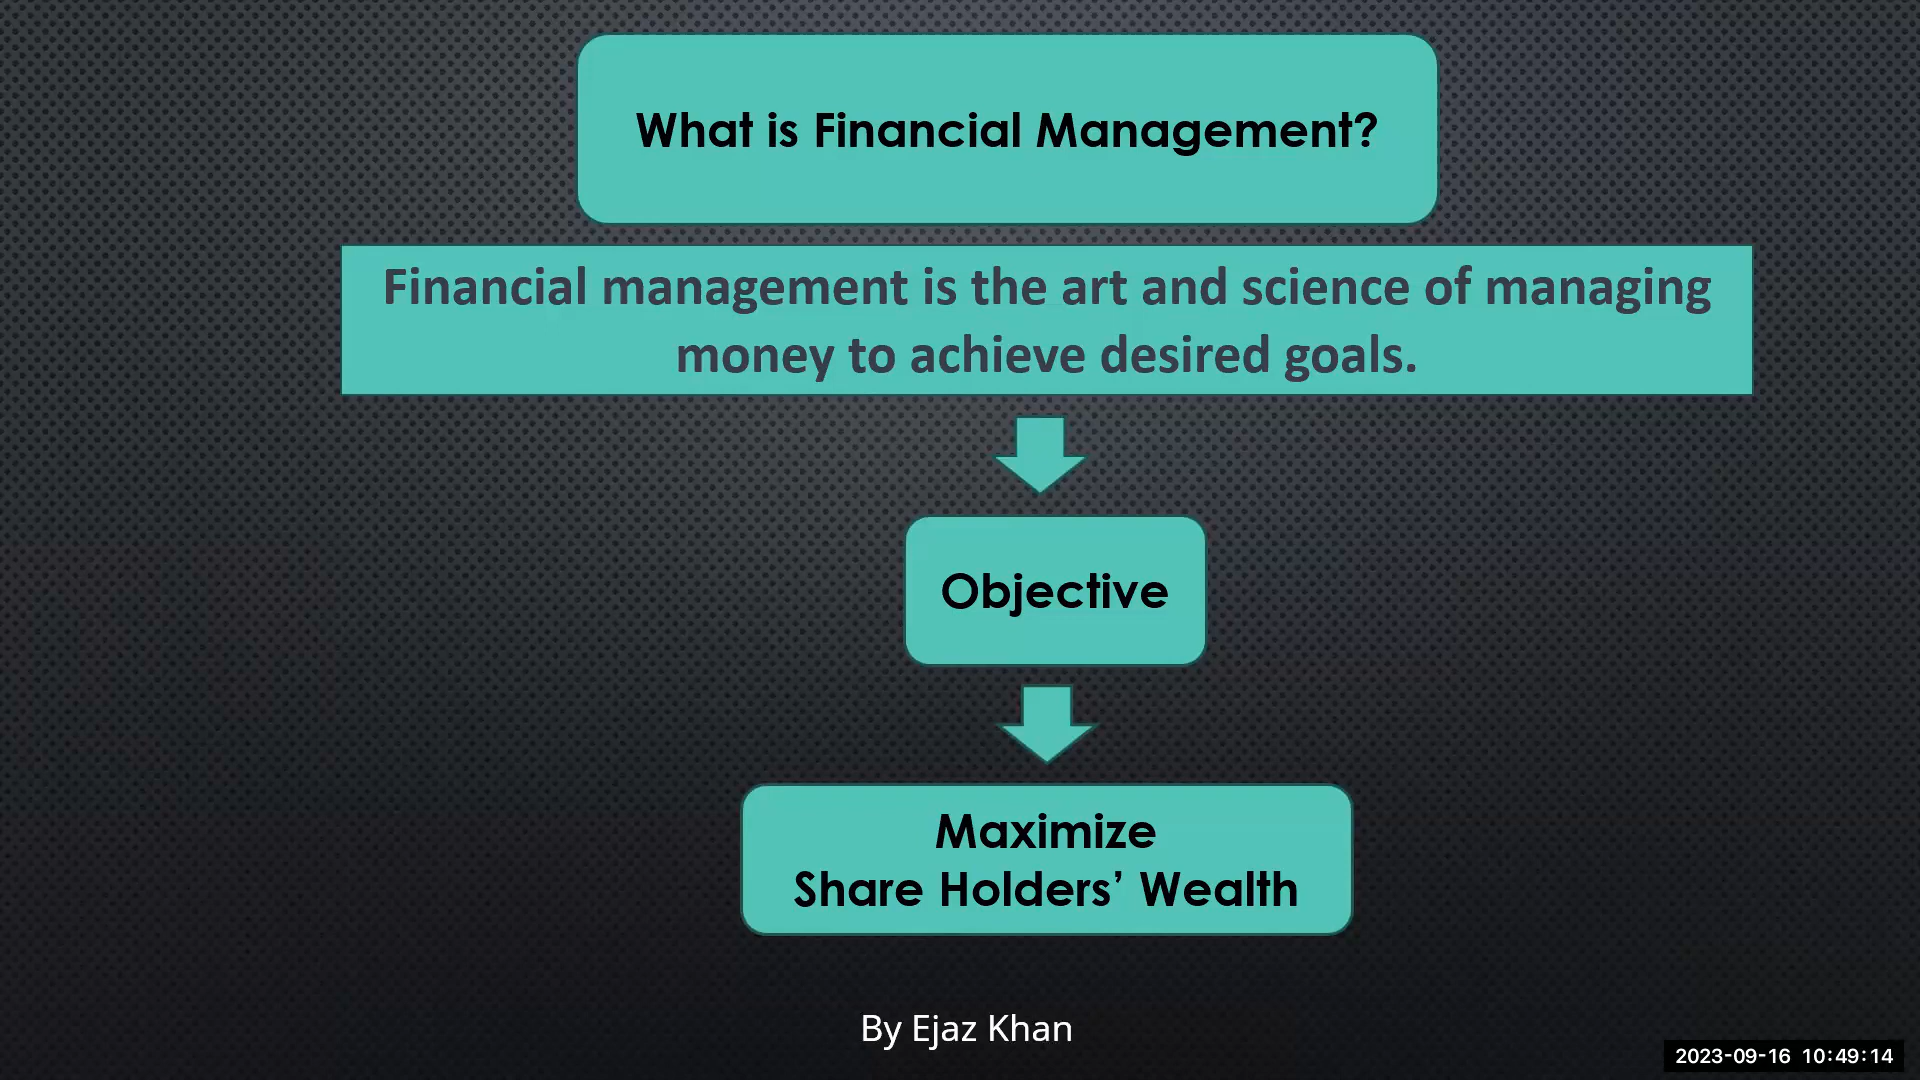 What is Financial Management?
Financial management is the art and science of managing
money to achieve desired goals.
Objective
Maximize
Share Holders’ Wealth
By Ejaz Khan
2023-09-16 10:49:14